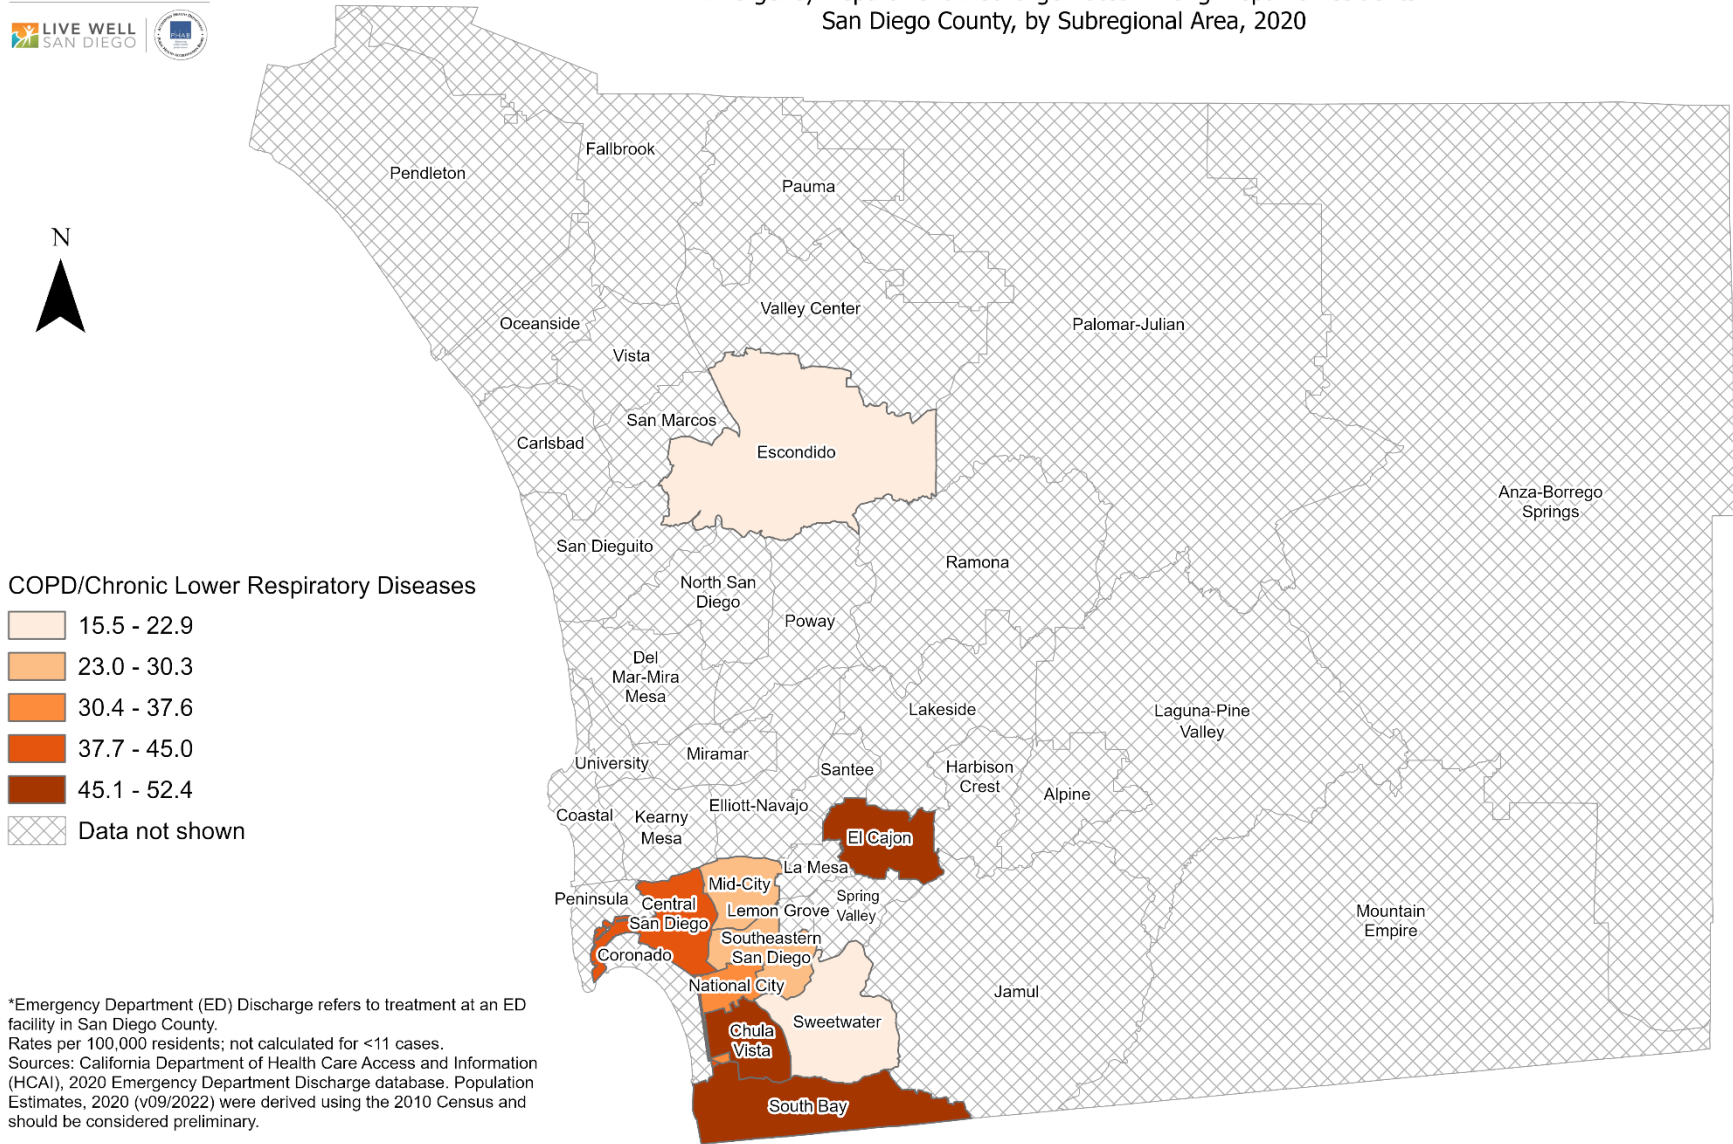 LIVE WELL
SAN DIEGO
PHAB
San Diego County, by Subregional Area, 2020
Fallbrook
Pendleton
Pauma
N
Valley Center
Oceanside
Palomar-Julian
Vista
San Marcos
Carlsbad
Escondido
Anza-Borrego
Springs
San Dieguito
Ramona
North San
Diego
Poway
COPD/Chronic Lower Respiratory Diseases
15.5 - 22.9
23.0 - 30.3
30.4 - 37.6
37.7 - 45.0
45.1 - 52.4
Data not shown
Del
Mar-Mira
Mesa
Lakeside
Laguna-Pine
Valley
Miramar
University
Santee
Harbison
Crest
Alpine
Elliott-Navajo
Coastal
Kearny
Mesa
El Cajon
La Mesa
Mid-City
Peninsula
Central
San Diego
Lemon Grove
Spring
Valley
Mountain
Empire
Southeastern
San Diego
Coronado
National City
Jamul
Sweetwater
Chula
Vista
South Bay
*Emergency Department (ED) Discharge refers to treatment at an ED
facility in San Diego County.
Rates per 100,000 residents; not calculated for <11 cases.
Sources: California Department of Health Care Access and Information
(HCAI), 2020 Emergency Department Discharge database. Population
Estimates, 2020 (v09/2022) were derived using the 2010 Census and
should be considered preliminary.